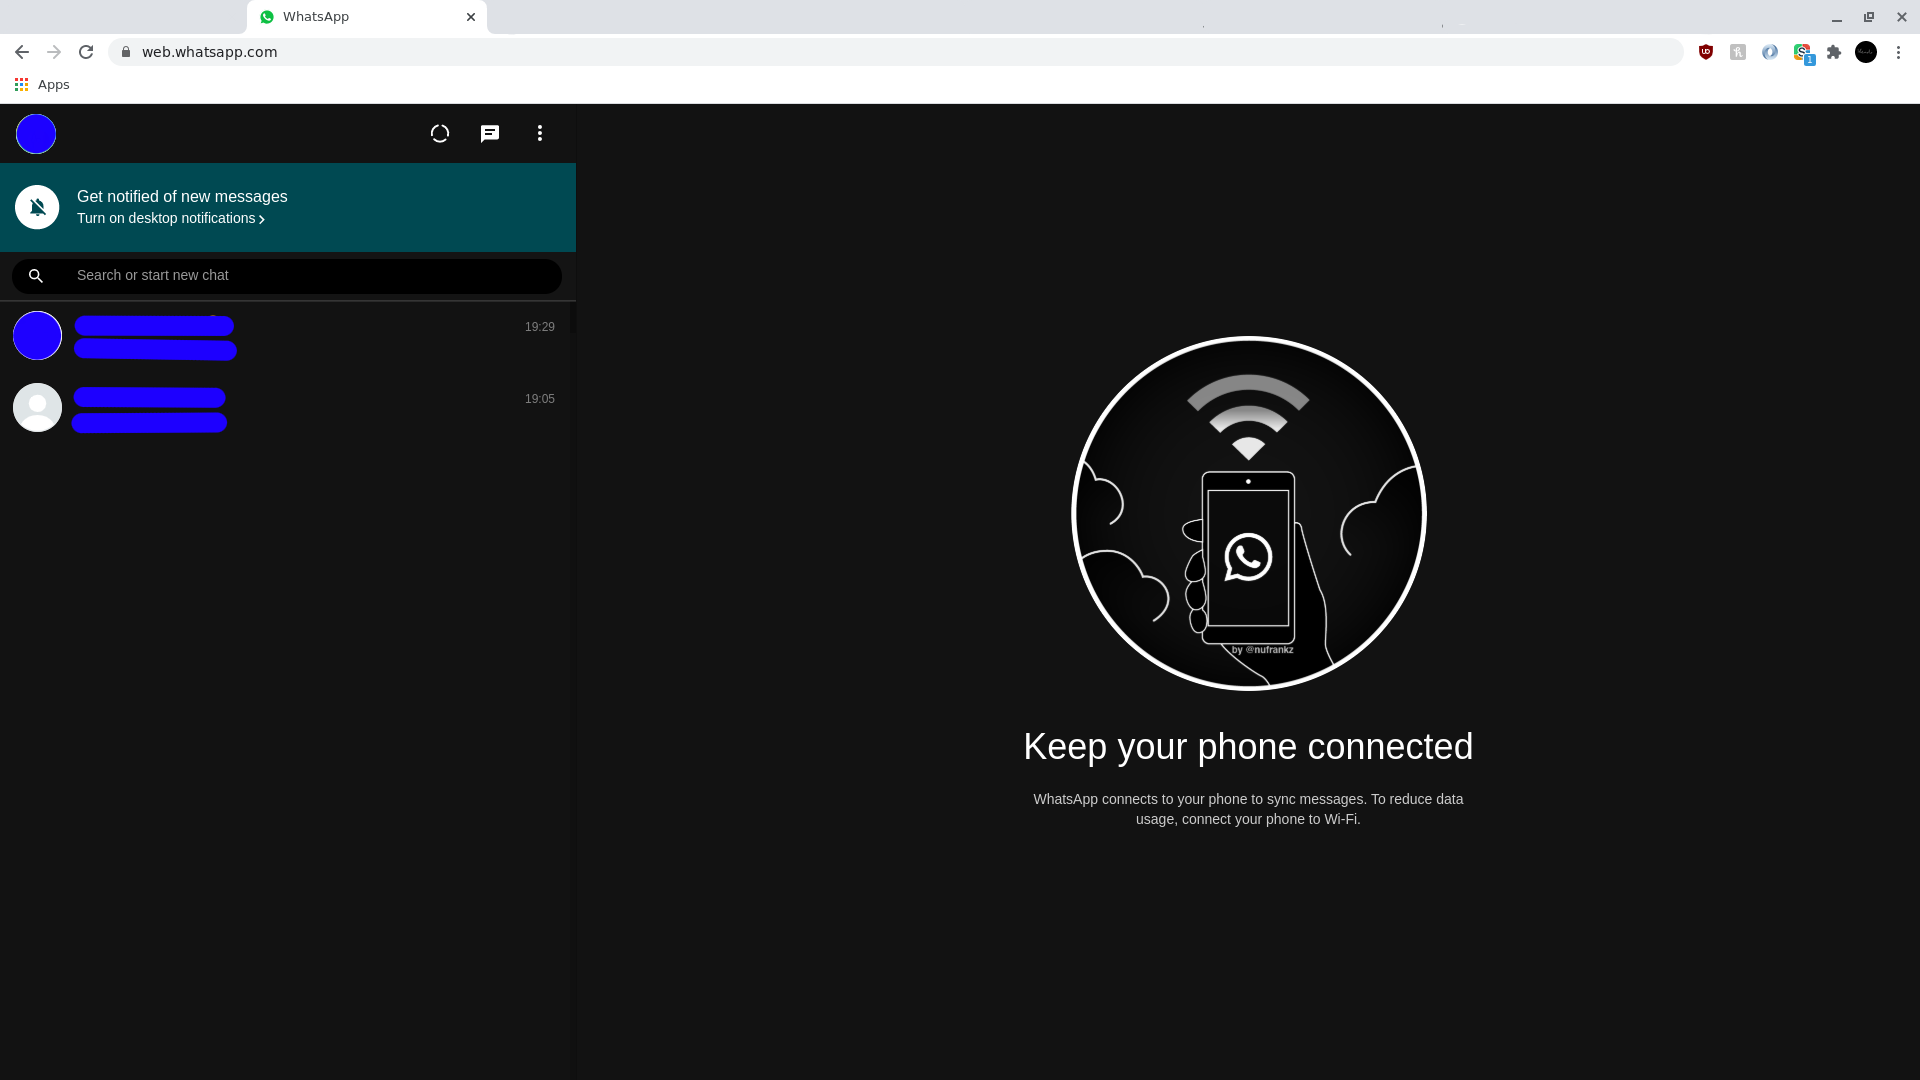 WhatsApp
web.whatsapp.com
1
Apps
Get notified of new messages
Turn on desktop notifications
Search or start new chat
19:29
19:05
by @nufrankz
Keep your phone connected
WhatsApp connects to your phone to sync messages. To reduce data
usage, connect your phone to Wi-Fi.